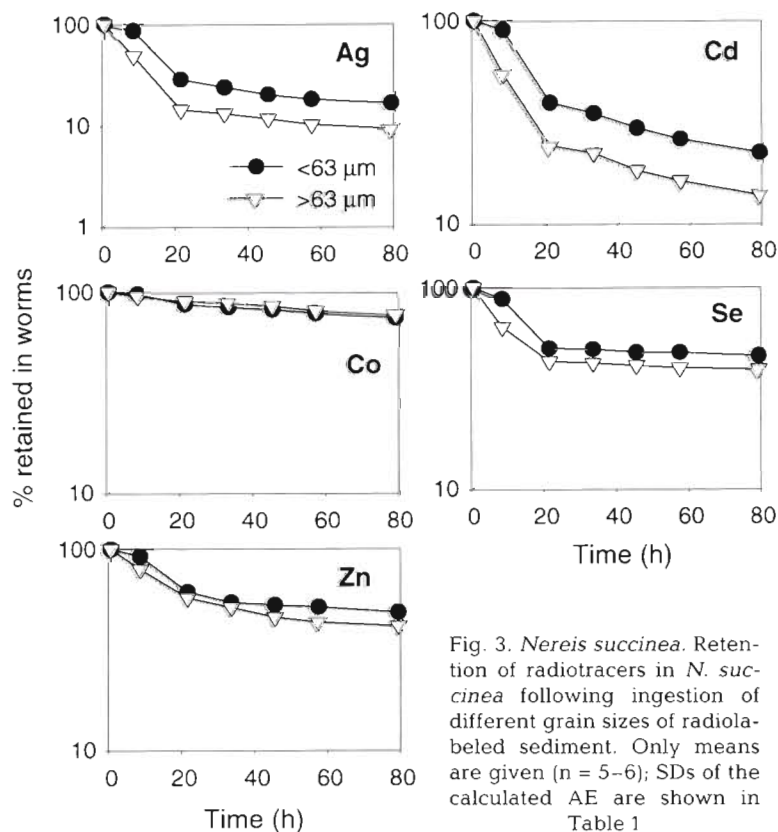 100
Ag
10
<63 µm
>63 µm
1
0 20 40 60 80
100
Cd
10
0 20 40 60 80
100
Co
10
0 20 40 60 80
100
Se
10
0 20 40 60 80
Time (h)
% retained in worms
100
Zn
10
0 20 40 60 80
Time (h)
Fig. 3. Nereis succinea. Reten-
tion of radiotracers in N. suc-
cinea following ingestion of
different grain sizes of radiola-
beled sediment. Only means
are given (n = 5–6); SDs of the
calculated AE are shown in
Table 1